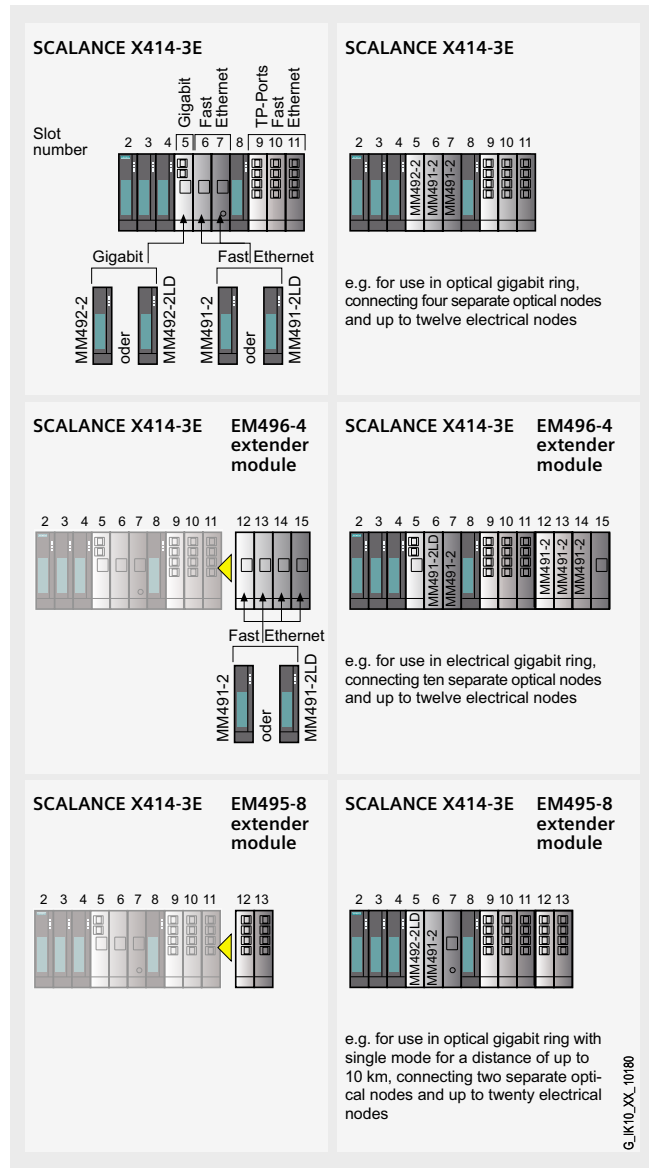 SCALANCE X414-3E
Gigabit
Fast
Ethernet
TP-Ports
Fast
Ethernet
Slot
number
2 3 4 5 6 7 8 9 10 11
Gigabit
Fast Ethernet
MM492-2
oder
MM492-2LD
MM491-2
oder
MM491-2LD
SCALANCE X414-3E
2 3 4 5 6 7 8 9 10 11
MM492-2
MM491-2
MM491-2
e.g. for use in optical gigabit ring,
connecting four separate optical nodes
and up to twelve electrical nodes
SCALANCE X414-3E
EM496-4
extender
module
2 3 4 5 6 7 8 9 10 11
12 13 14 15
Fast Ethernet
MM491-2
oder
MM491-2LD
SCALANCE X414-3E
EM496-4
extender
module
2 3 4 5 6 7 8 9 10 11 12 13 14 15
MM491-2LD
MM491-2
MM491-2
MM491-2
MM491-2
e.g. for use in electrical gigabit ring,
connecting ten separate optical nodes
and up to twelve electrical nodes
SCALANCE X414-3E
EM495-8
extender
module
2 3 4 5 6 7 8 9 10 11
12 13
SCALANCE X414-3E
EM495-8
extender
module
2 3 4 5 6 7 8 9 10 11 12 13
MM492-2LD
MM491-2
e.g. for use in optical gigabit ring with
single mode for a distance of up to
10 km, connecting two separate opti-
cal nodes and up to twenty electrical
nodes
G_IK10_XX_10180